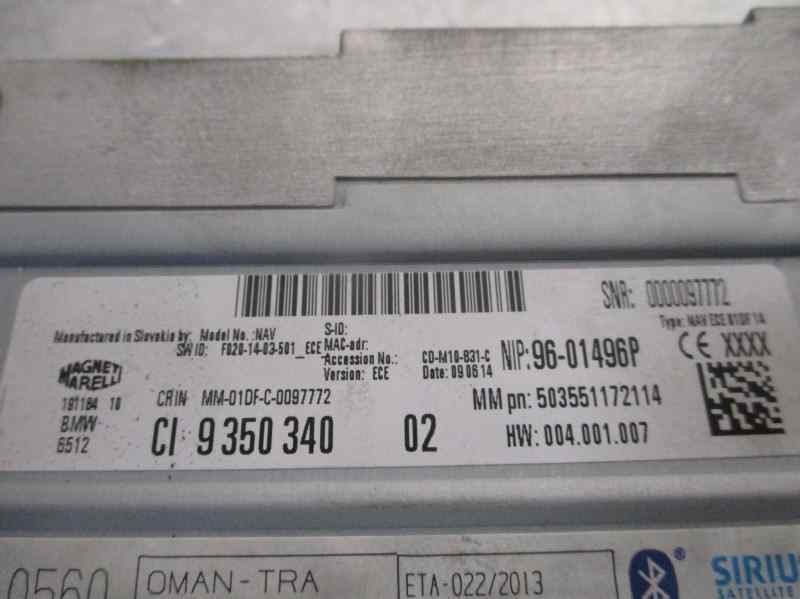 SNR: 0000097772
Type: NAV ECE 01DF 14
Manufactured in Slovakia by: Model No.:NAV
SW ID: F020-14-03-501_ECE
S-ID:
MAC-adr:
Accession No.: CD-M10-831-C
Version: ECE Date: 09 06 14
NIP:96-01496P
CE XXXX
MAGNETI MARELLI
191184 10
BMW
6512
CRIN MM-01DF-C-0097772
CI 9 350 340 02
MM pn: 503551172114
HW: 004.001.007
0560
OMAN-TRA
ETA-022/2013
SIRIUS
SATELLITE